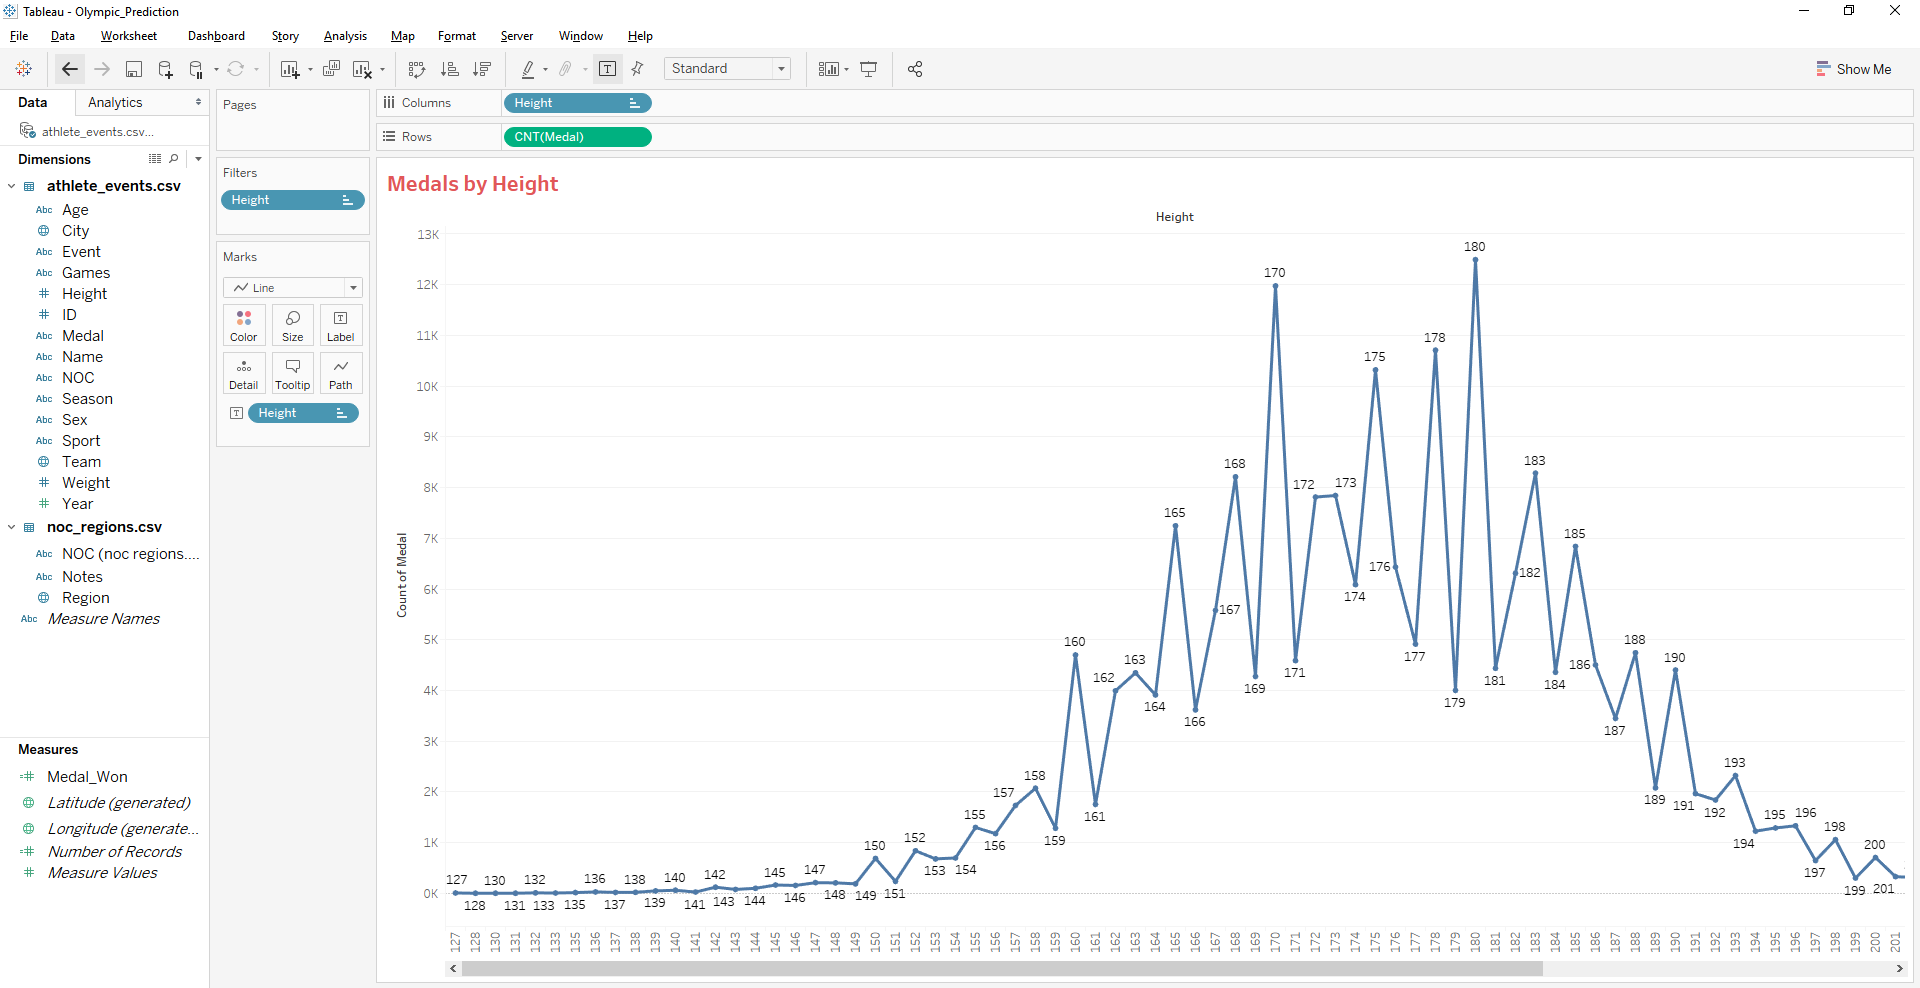 Tableau - Olympic_Prediction
File Data Worksheet Dashboard Story Analysis Map Format Server Window Help
Standard
Show Me
Data Analytics
athlete_events.csv...
Dimensions
athlete_events.csv
Abc Age
City
Abc Event
Abc Games
Height
ID
Abc Medal
Abc Name
Abc NOC
Abc Season
Abc Sex
Abc Sport
Team
Weight
Year
noc_regions.csv
Abc NOC (noc regions....
Abc Notes
Region
Abc Measure Names
Measures
Medal_Won
Latitude (generated)
Longitude (generate...
Number of Records
Measure Values
Pages
Filters
Height
Marks
Line
Color Size Label
Detail Tooltip Path
Height
Columns Height
Rows CNT(Medal)
Medals by Height
Height
Count of Medal
13K
12K
11K
10K
9K
8K
7K
6K
5K
4K
3K
2K
1K
0K
127 128 130 131 132 133 135 136 137 138 139 140 141 142 143 144 145 146 147 148 149 150 151 152 153 154 155 156 157 158 159 160 161 162 163 164 165 166 167 168 169 170 171 172 173 174 175 176 177 178 179 180 181 182 183 184 185 186 187 188 189 190 191 192 193 194 195 196 197 198 199 200 201
127 128 130 131 132 133 135 136 137 138 139 140 141 142 143 144 145 146 147 148 149 150 151 152 153 154 155 156 157 158 159 160 161 162 163 164 165 166 167 168 169 170 171 172 173 174 175 176 177 178 179 180 181 182 183 184 185 186 187 188 189 190 191 192 193 194 195 196 197 198 199 200 201